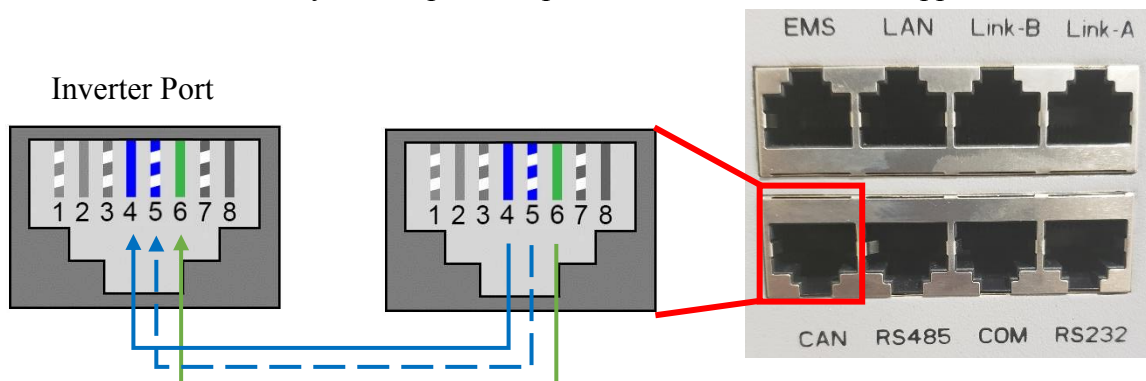 EMS LAN Link-B Link-A
Inverter Port
1 2 3 4 5 6 7 8
1 2 3 4 5 6 7 8
CAN RS485 COM RS232